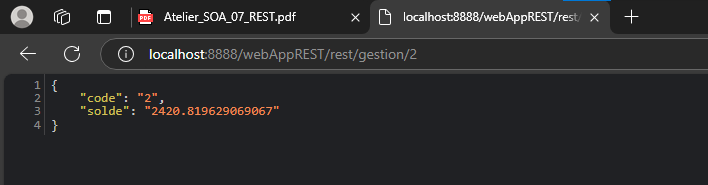 Atelier_SOA_07_REST.pdf
localhost:8888/webAppREST/rest/
localhost:8888/webAppREST/rest/gestion/2
1 {
2 "code": "2",
3 "solde": "2420.819629069067"
4 }